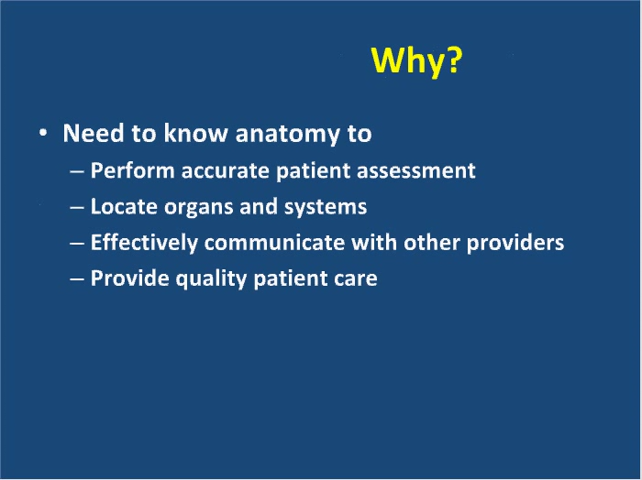 Why?
• Need to know anatomy to
– Perform accurate patient assessment
– Locate organs and systems
– Effectively communicate with other providers
– Provide quality patient care